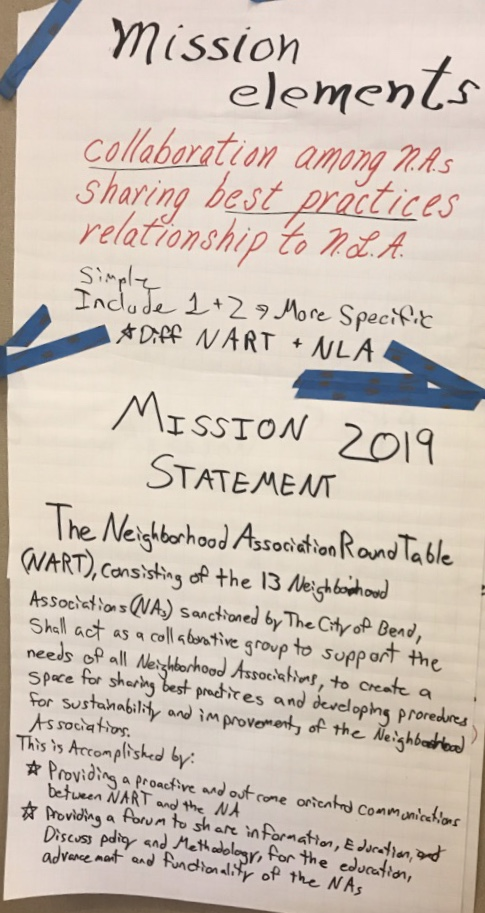 Mission
elements
collaboration among N.A.s
sharing best practices
relationship to N.L.A.
Simply
Include 1+2 → More Specific
☆Diff NART + NLA
MISSION 2019
STATEMENT
The Neighborhood Association Round Table
(NART), consisting of the 13 Neighborhood
Associations (NAs) sanctioned by The City of Bend,
Shall act as a collaborative group to support the
needs of all Neighborhood Associations, to create a
space for sharing best practices and developing procedures
for sustainability and improvement, of the Neighborhood
Associations.
This is Accomplished by:
☆ Providing a proactive and out come oriented communications
between NART and the NA
☆ Providing a forum to share information, Education, and
Discuss policy and Methodology, for the education,
advancement and functionality of the NAs